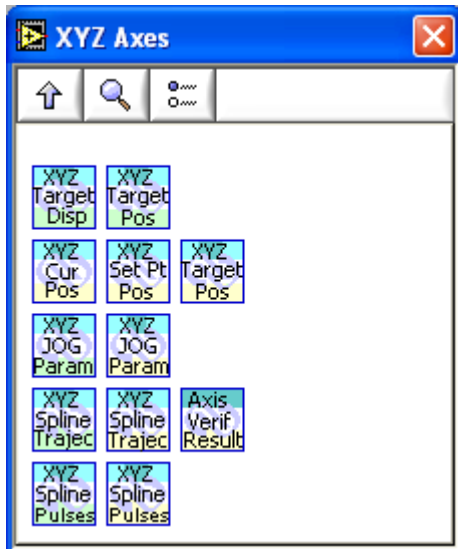 XYZ Axes
XYZ Target Disp
XYZ Target Pos
XYZ Cur Pos
XYZ Set Pt Pos
XYZ Target Pos
XYZ JOG Param
XYZ JOG Param
XYZ Spline Trajec
XYZ Spline Trajec
Axis Verif Result
XYZ Spline Pulses
XYZ Spline Pulses